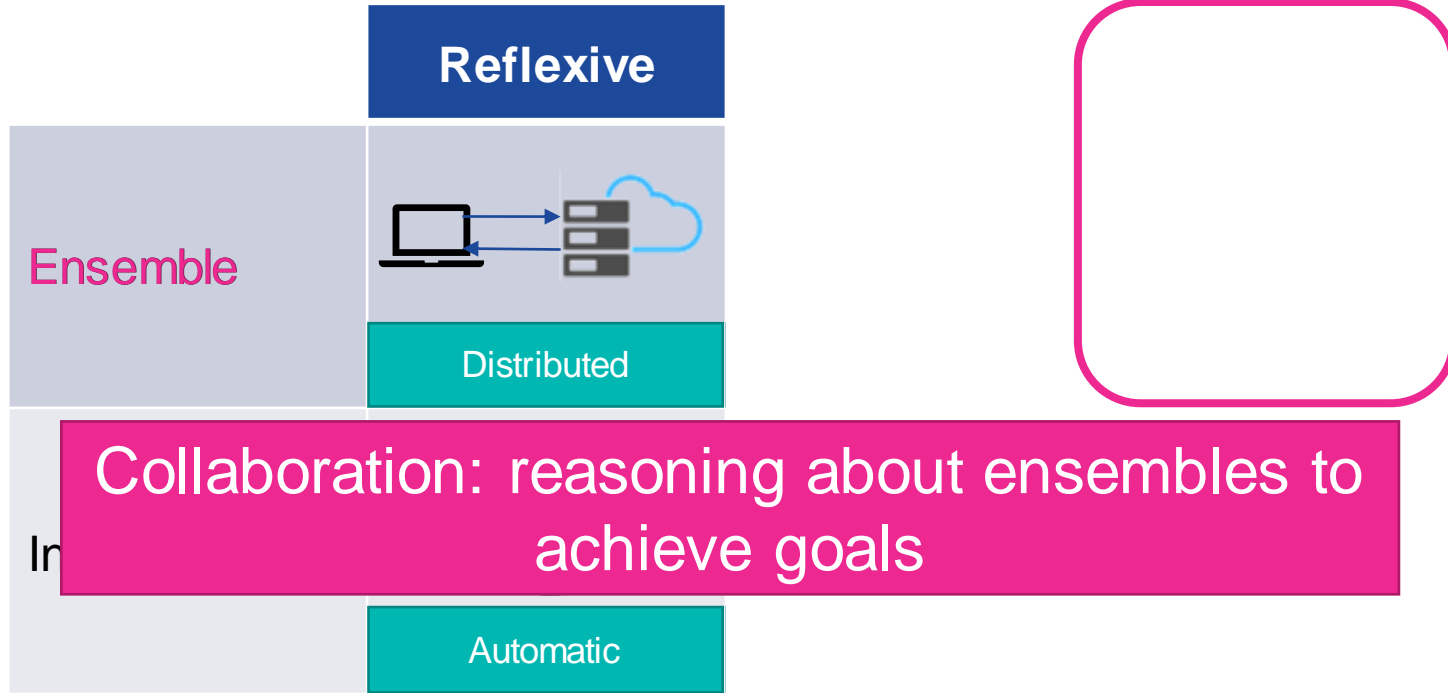 Reflexive
Ensemble
Distributed
Collaboration: reasoning about ensembles to
achieve goals
Automatic